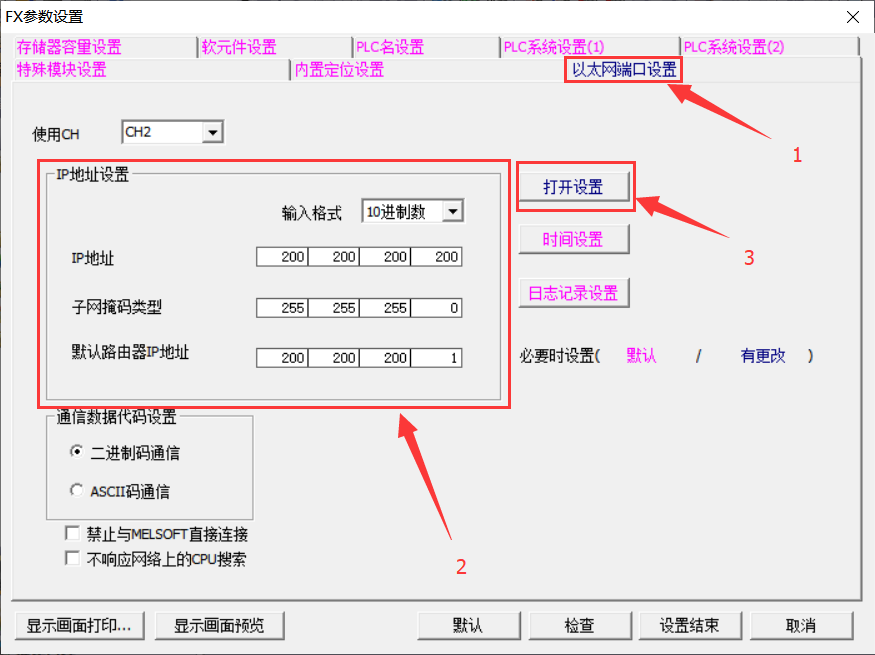 FX参数设置
存储器容量设置 软元件设置 PLC名设置 PLC系统设置(1) PLC系统设置(2)
特殊模块设置 内置定位设置 以太网端口设置
1
使用CH CH2
IP地址设置
输入格式 10进制数
IP地址 200 200 200 200
子网掩码类型 255 255 255 0
默认路由器IP地址 200 200 200 1
打开设置
3
时间设置
日志记录设置
必要时设置( 默认 / 有更改 )
通信数据代码设置
二进制码通信
ASCII码通信
2
禁止与MELSOFT直接连接
不响应网络上的CPU搜索
显示画面打印... 显示画面预览 默认 检查 设置结束 取消